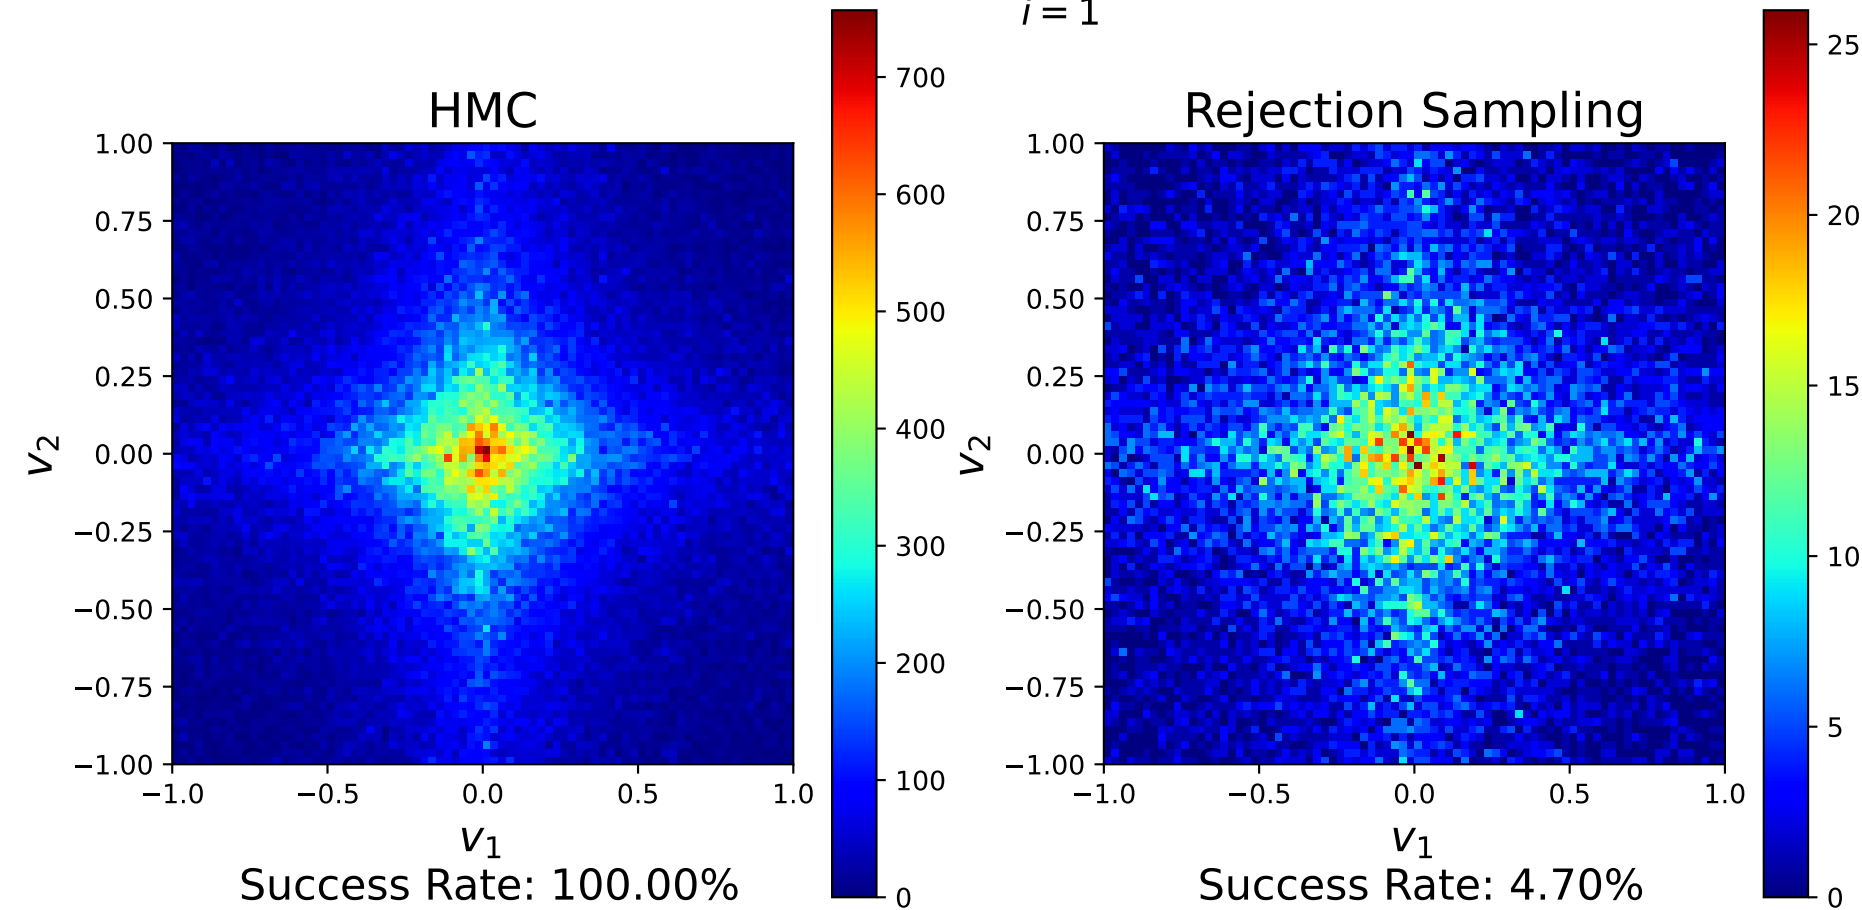 i = 1
HMC
1.00
0.75
0.50
0.25
0.00
−0.25
−0.50
−0.75
−1.00
v2
−1.0 −0.5 0.0 0.5 1.0
v1
Success Rate: 100.00%
700
600
500
400
300
200
100
0
Rejection Sampling
1.00
0.75
0.50
0.25
0.00
−0.25
−0.50
−0.75
−1.00
v2
−1.0 −0.5 0.0 0.5 1.0
v1
Success Rate: 4.70%
25
20
15
10
5
0